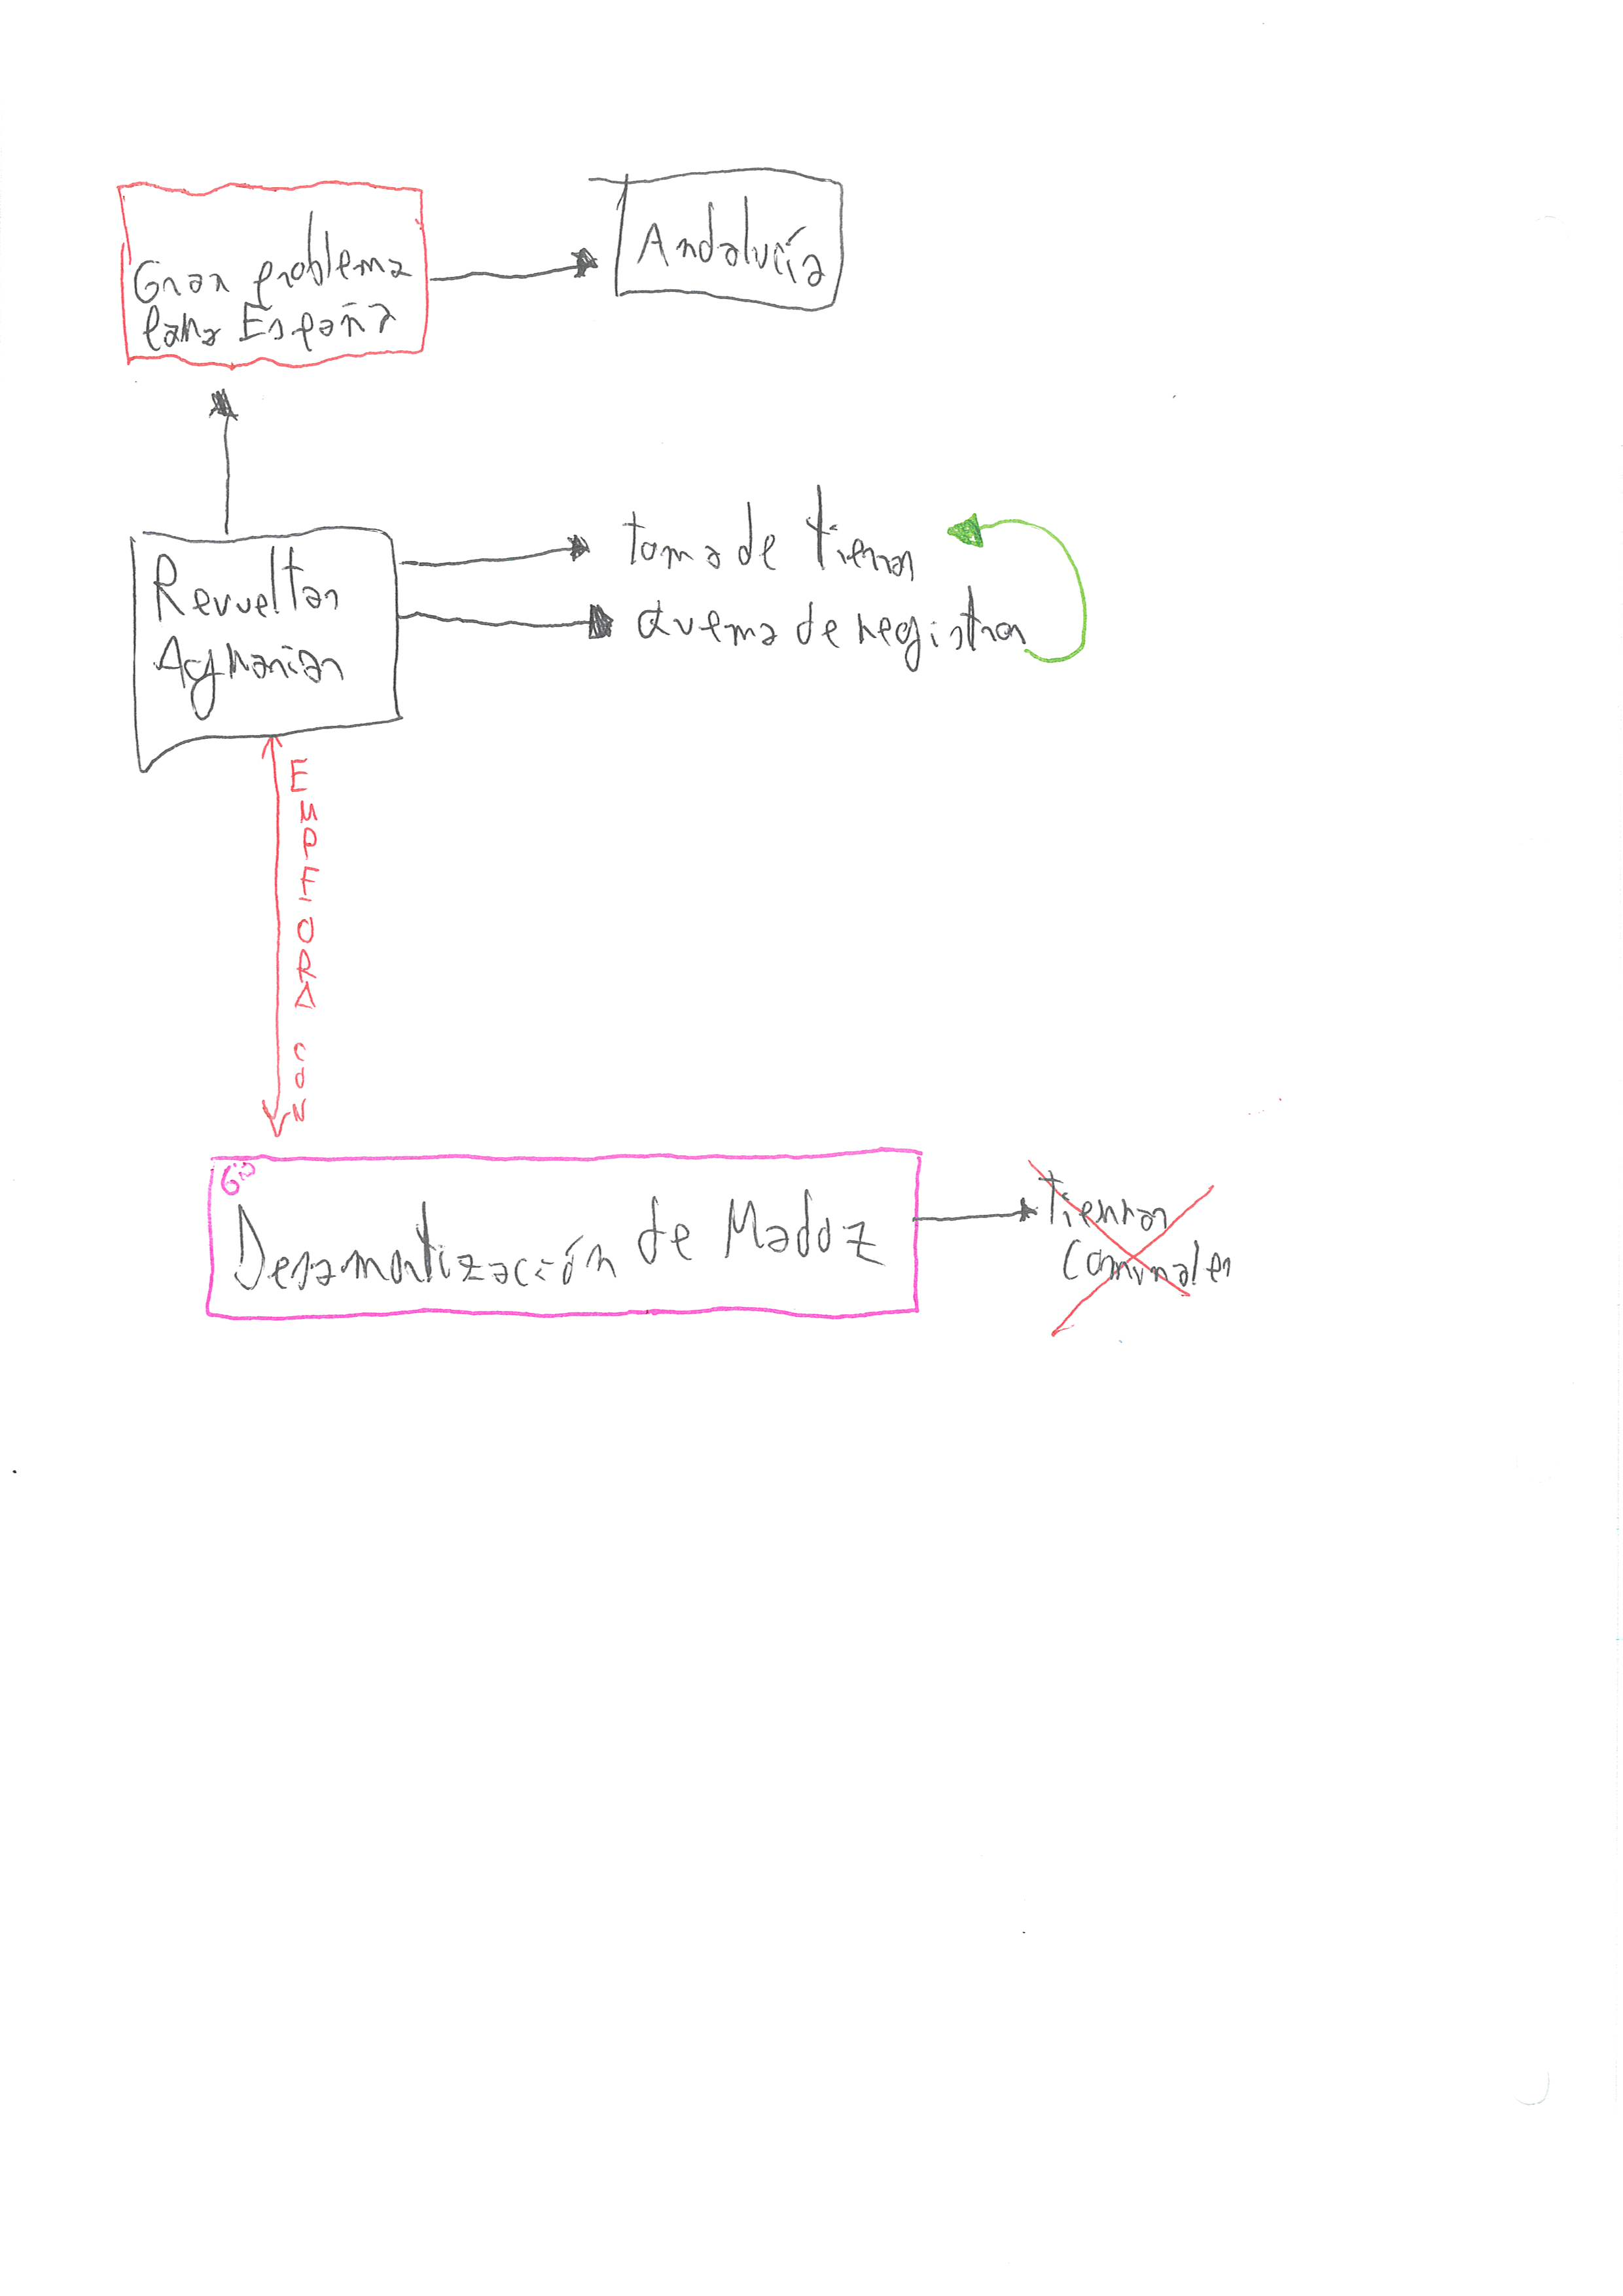 Gran problema
para España
Andalucía
Revueltas
Agrarias
toma de tierras
Quema de registros
EMPEORA CON
Desamortización de Madoz
tierras
comunales